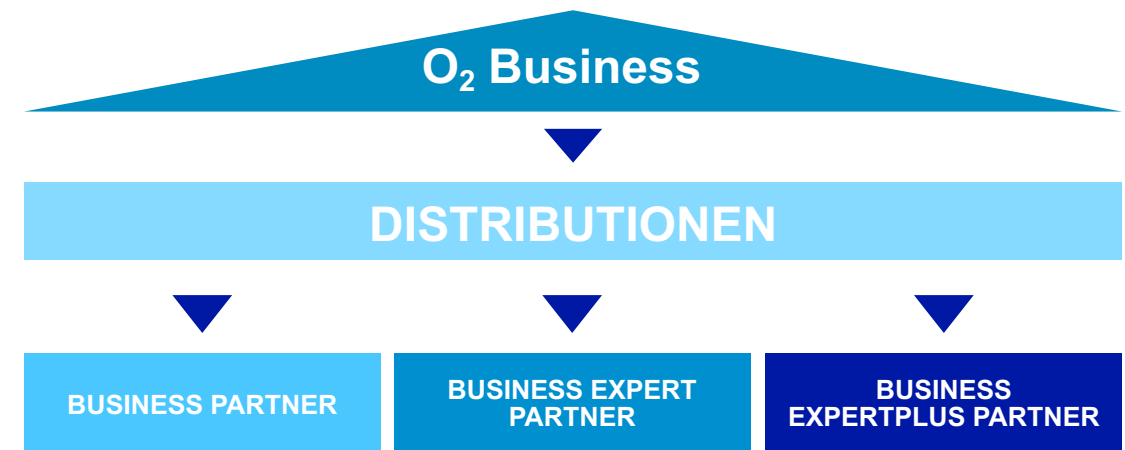 O₂ Business
DISTRIBUTIONEN
BUSINESS PARTNER
BUSINESS EXPERT
PARTNER
BUSINESS
EXPERTPLUS PARTNER